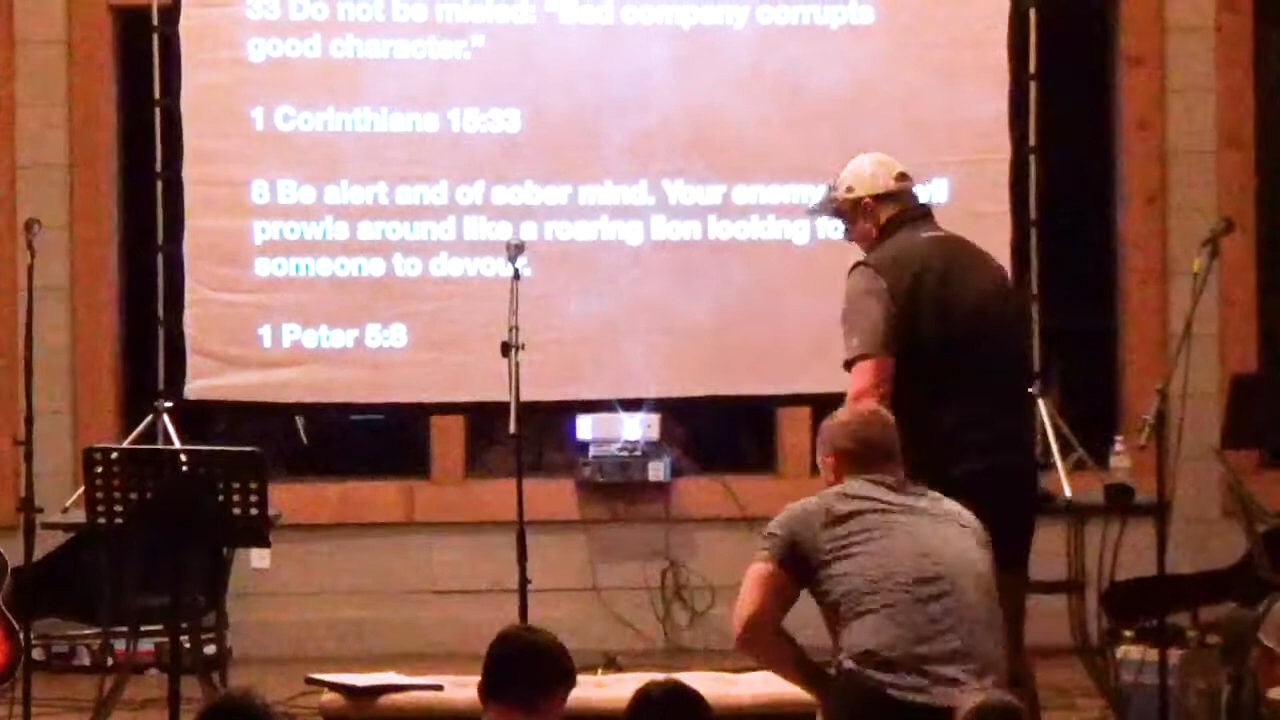 33 Do not be misled: "Bad company corrupts
good character."
1 Corinthians 15:33
8 Be alert and of sober mind. Your enemy
prowls around like a roaring lion looking
someone to devour.
1 Peter 5:8